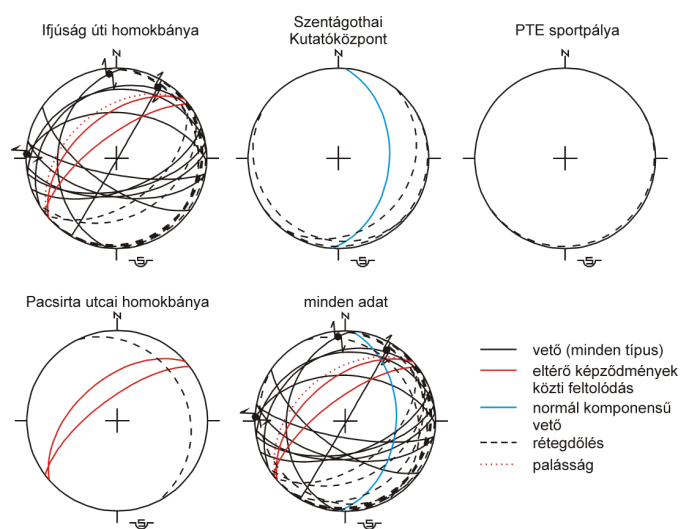 Ifjúság úti homokbánya
Szentágothai
Kutatóközpont
PTE sportpálya
N
N
N
S
S
S
Pacsirta utcai homokbánya
minden adat
N
N
S
S
vető (minden típus)
eltérő képződmények
közti feltolódás
normál komponensű
vető
rétegdőlés
palásság